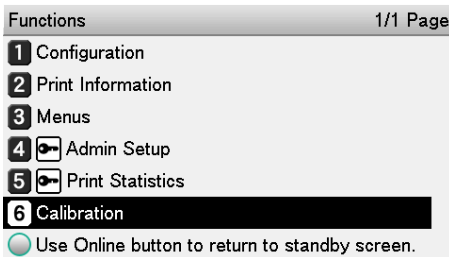 Functions 1/1 Page
1 Configuration
2 Print Information
3 Menus
4 Admin Setup
5 Print Statistics
6 Calibration
Use Online button to return to standby screen.